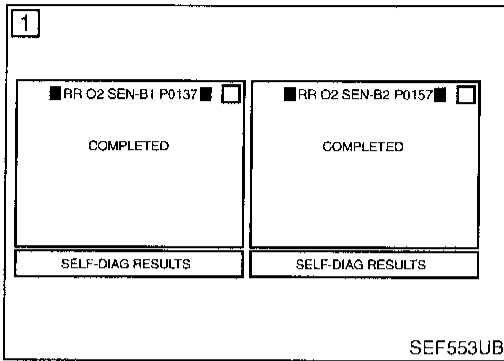 1
RR O2 SEN-B1 P0137
COMPLETED
SELF-DIAG RESULTS
RR O2 SEN-B2 P0157
COMPLETED
SELF-DIAG RESULTS
SEF553UB